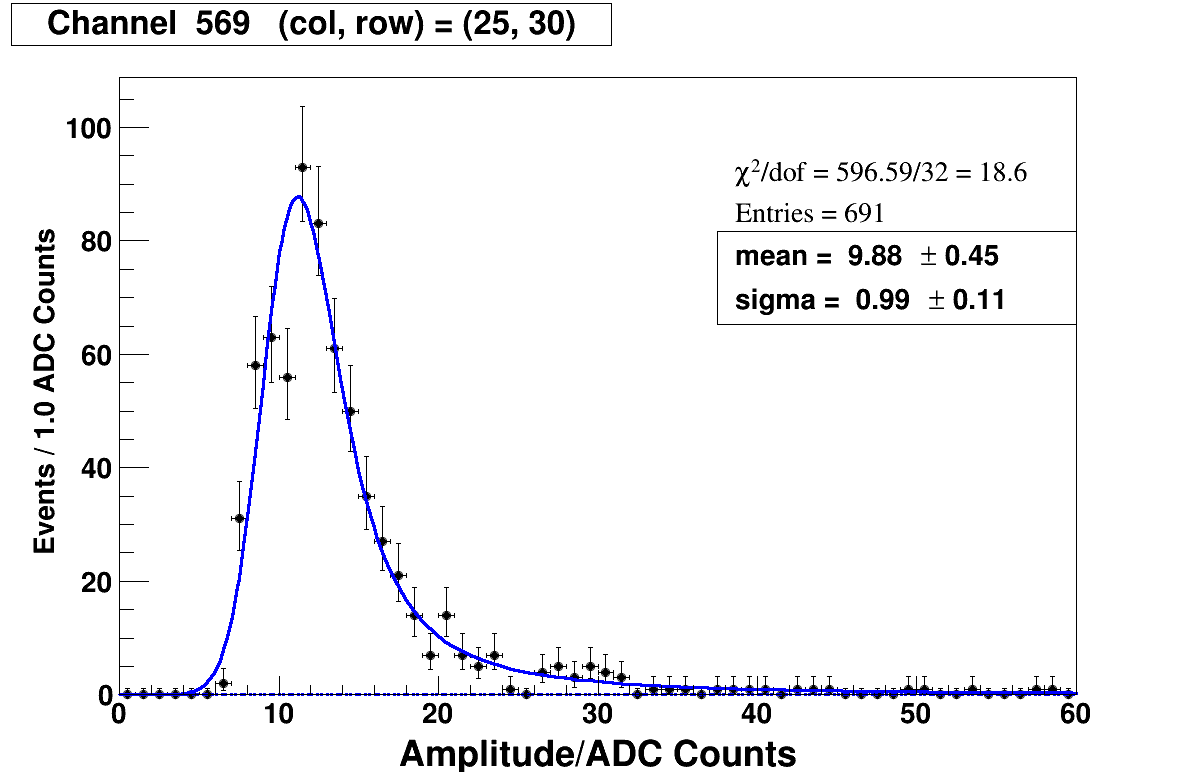 Channel 569 (col, row) = (25, 30)
χ²/dof = 596.59/32 = 18.6
Entries = 691
mean = 9.88 ± 0.45
sigma = 0.99 ± 0.11
Events / 1.0 ADC Counts
100
80
60
40
20
0
0 10 20 30 40 50 60
Amplitude/ADC Counts